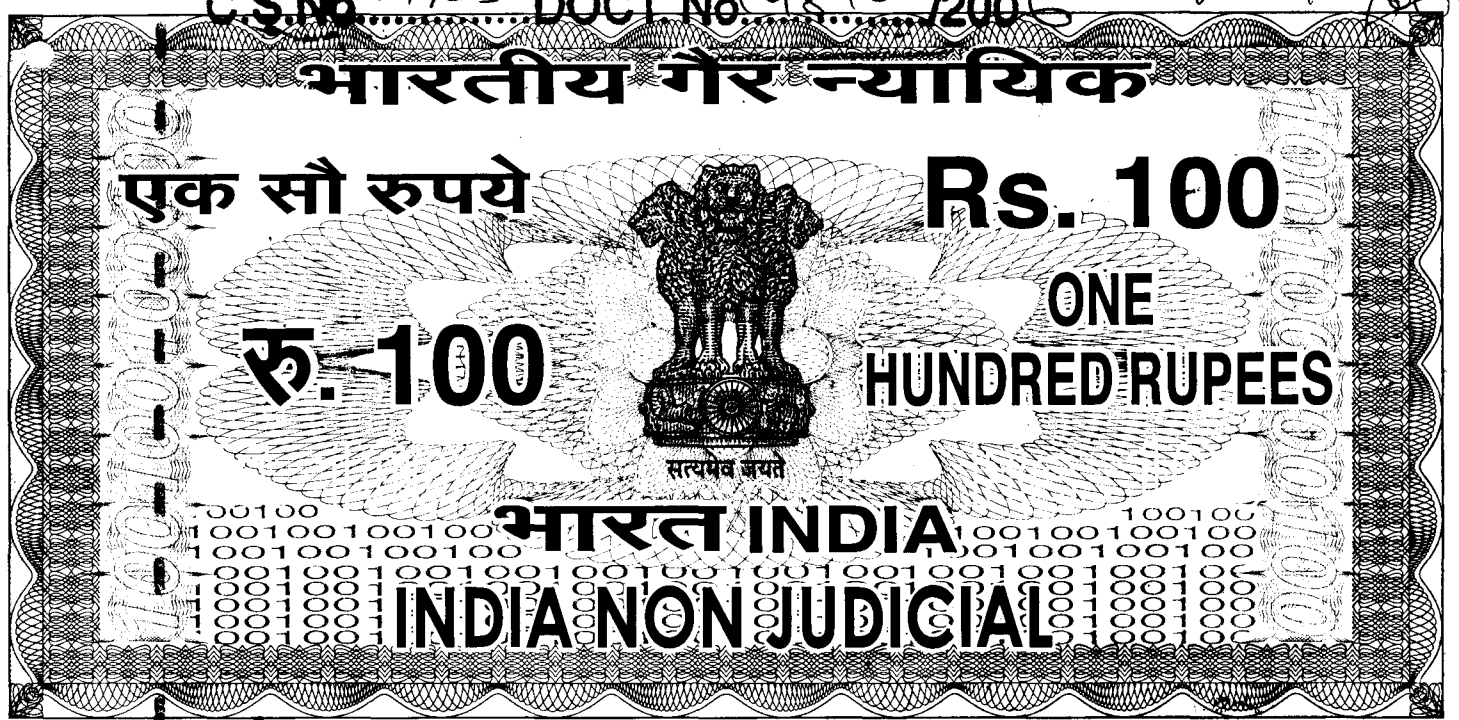 C.S.No.................DOCT. No................/2006
भारतीय गैर न्यायिक
एक सौ रुपये
Rs. 100
रु. 100
ONE
HUNDRED RUPEES
सत्यमेव जयते
भारत INDIA
INDIA NON JUDICIAL